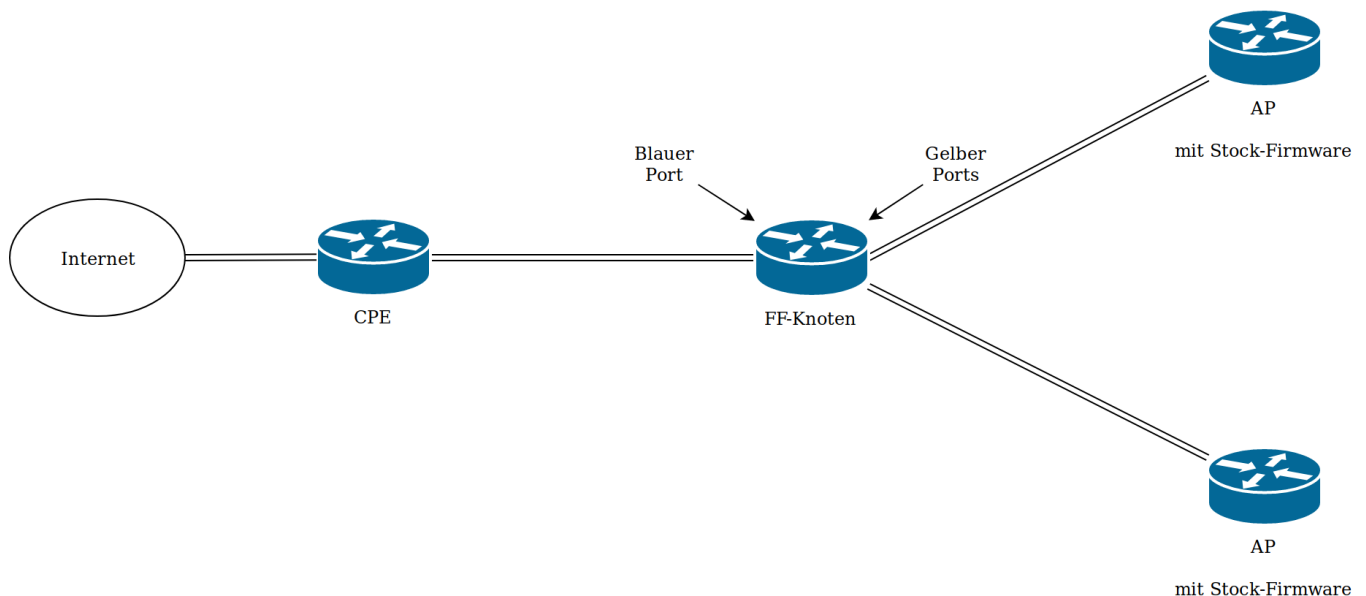 Internet
CPE
Blauer
Port
Gelber
Ports
FF-Knoten
AP
mit Stock-Firmware
AP
mit Stock-Firmware